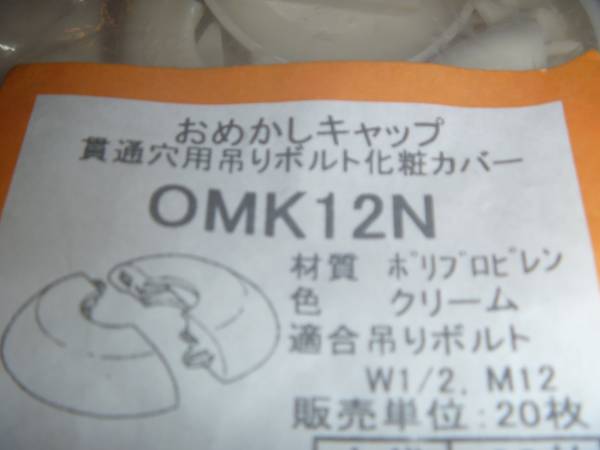 おめかしキャップ
貫通穴用吊りボルト化粧カバー
OMK12N
材質 ポリプロピレン
色 クリーム
適合吊りボルト
W1/2, M12
販売単位:20枚